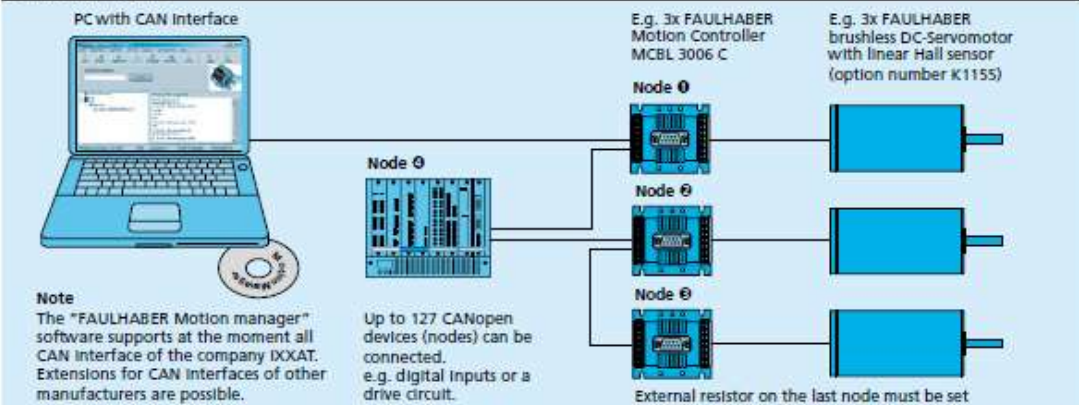 PC with CAN Interface
E.g. 3x FAULHABER
Motion Controller
MCBL 3006 C
E.g. 3x FAULHABER
brushless DC-Servomotor
with linear Hall sensor
(option number K1155)
Node ❶
Node ❹
Node ❷
Node ❸
MotionManager
Note
The "FAULHABER Motion manager"
software supports at the moment all
CAN Interface of the company IXXAT.
Extensions for CAN Interfaces of other
manufacturers are possible.
Up to 127 CANopen
devices (nodes) can be
connected.
e.g. digital Inputs or a
drive circuit.
External resistor on the last node must be set